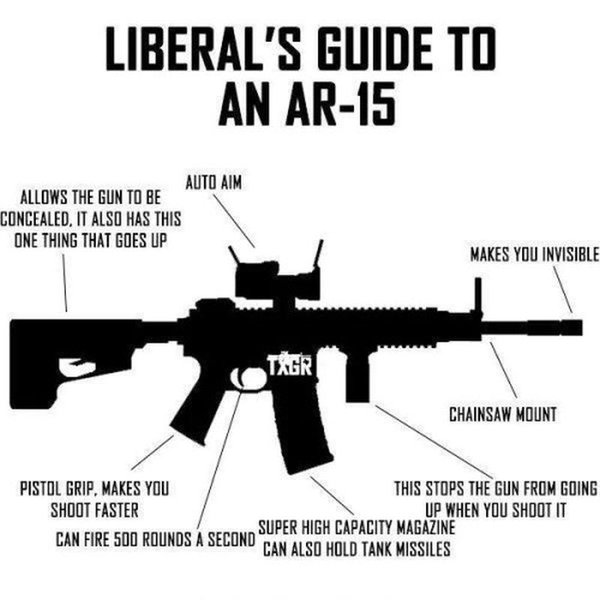 LIBERAL'S GUIDE TO
AN AR-15
AUTO AIM
ALLOWS THE GUN TO BE
CONCEALED, IT ALSO HAS THIS
ONE THING THAT GOES UP
MAKES YOU INVISIBLE
TXGR
CHAINSAW MOUNT
PISTOL GRIP, MAKES YOU
SHOOT FASTER
THIS STOPS THE GUN FROM GOING
UP WHEN YOU SHOOT IT
CAN FIRE 500 ROUNDS A SECOND
SUPER HIGH CAPACITY MAGAZINE
CAN ALSO HOLD TANK MISSILES